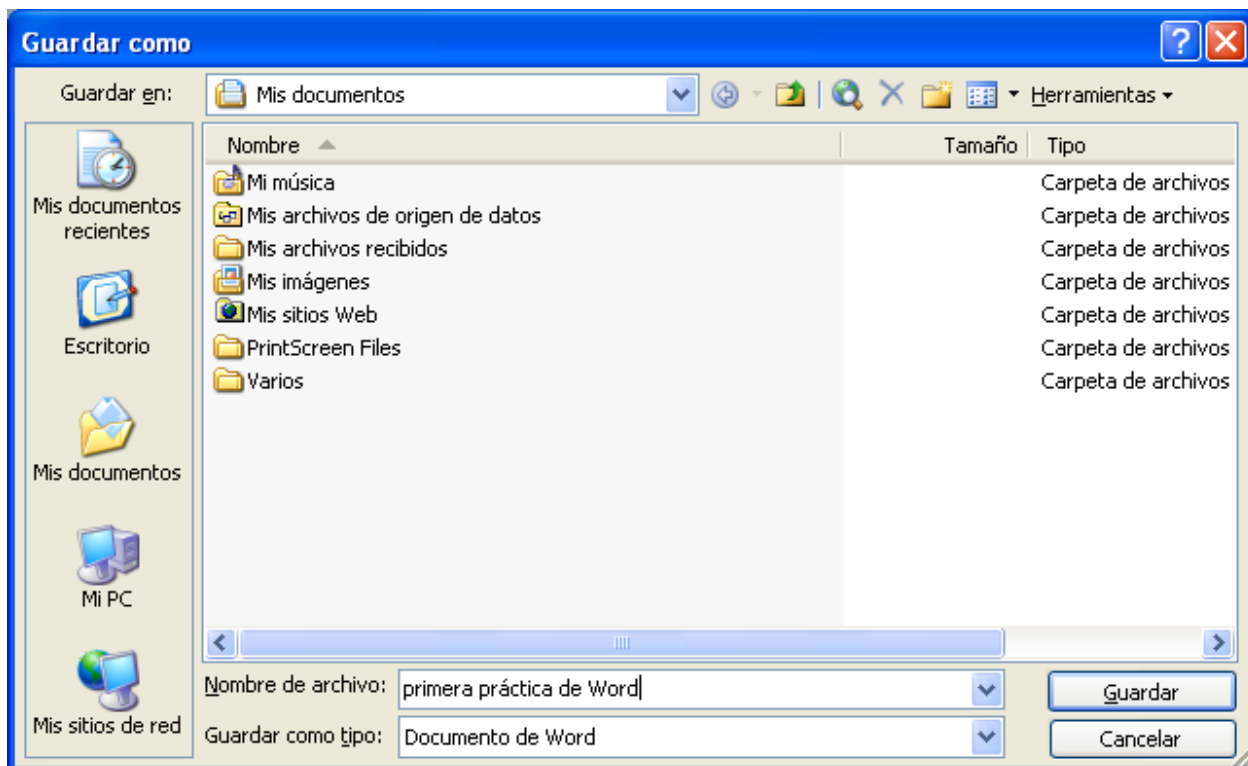 Guardar como
Guardar en:
Mis documentos
Herramientas
Mis documentos
recientes
Escritorio
Mis documentos
Mi PC
Mis sitios de red
Nombre Tamaño Tipo
Mi música Carpeta de archivos
Mis archivos de origen de datos Carpeta de archivos
Mis archivos recibidos Carpeta de archivos
Mis imágenes Carpeta de archivos
Mis sitios Web Carpeta de archivos
PrintScreen Files Carpeta de archivos
Varios Carpeta de archivos
Nombre de archivo: primera práctica de Word Guardar
Guardar como tipo: Documento de Word Cancelar